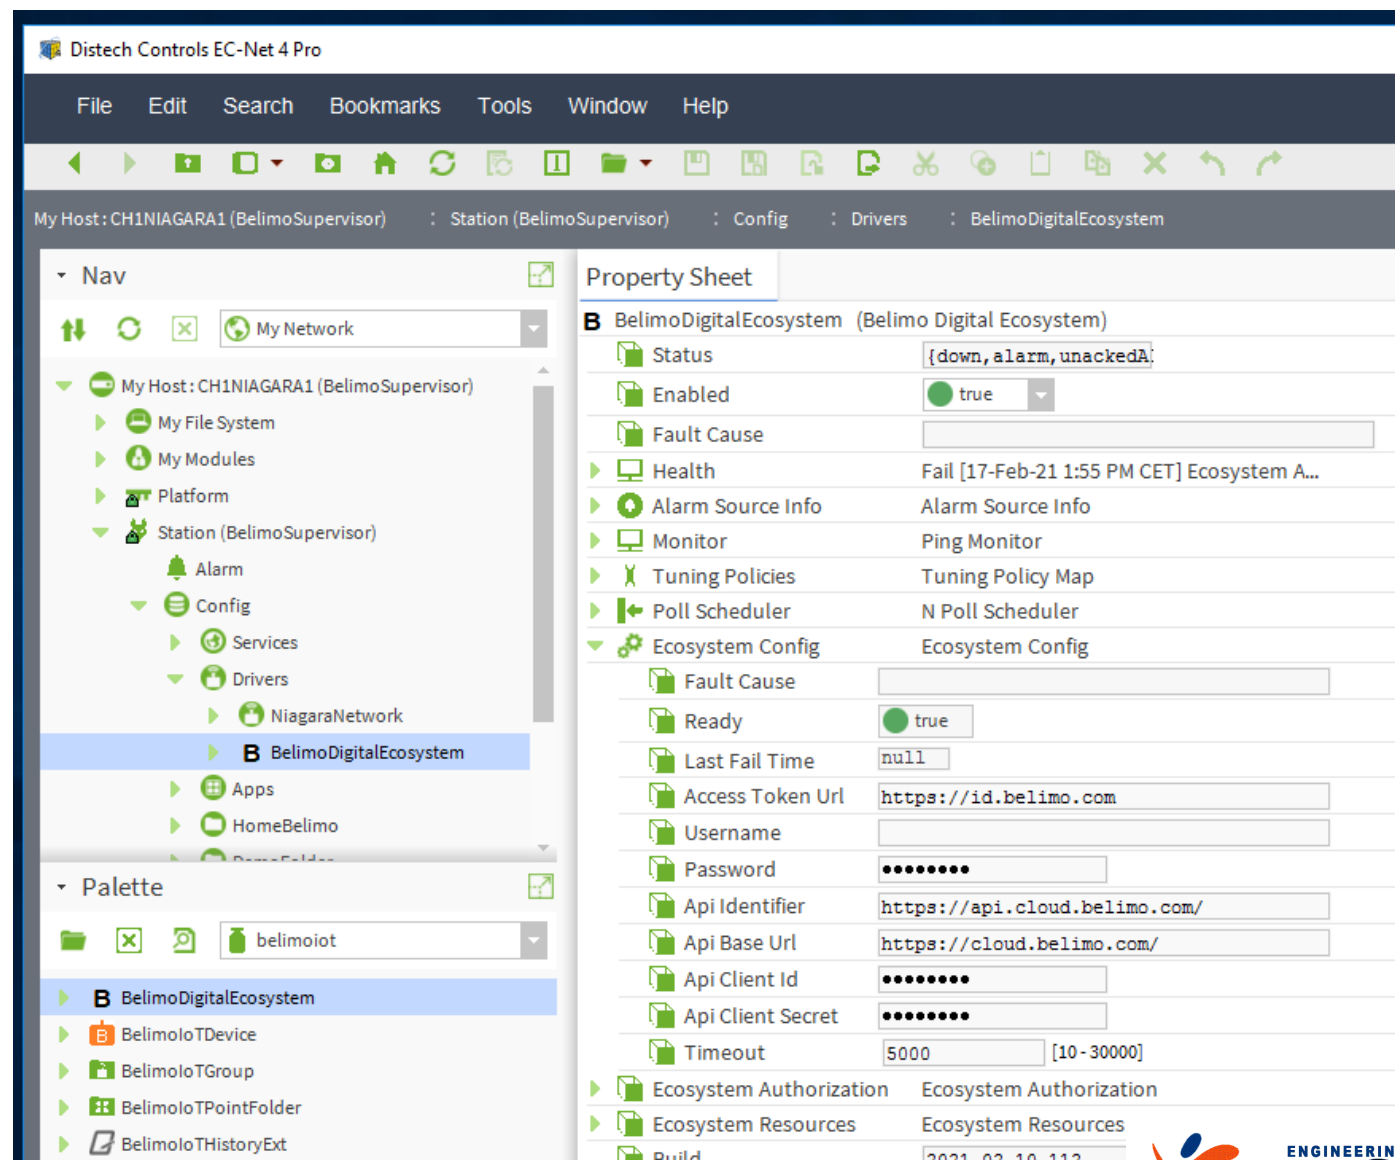 Distech Controls EC-Net 4 Pro
File Edit Search Bookmarks Tools Window Help
My Host : CH1NIAGARA1 (BelimoSupervisor) : Station (BelimoSupervisor) : Config : Drivers : BelimoDigitalEcosystem
Nav
My Network
My Host : CH1NIAGARA1 (BelimoSupervisor)
My File System
My Modules
Platform
Station (BelimoSupervisor)
Alarm
Config
Services
Drivers
NiagaraNetwork
B BelimoDigitalEcosystem
Apps
HomeBelimo
Palette
belimoiot
B BelimoDigitalEcosystem
B BelimoIoTDevice
BelimoIoTGroup
BelimoIoTPointFolder
BelimoIoTHistoryExt
Property Sheet
B BelimoDigitalEcosystem (Belimo Digital Ecosystem)
Status {down,alarm,unackedA
Enabled true
Fault Cause
Health Fail [17-Feb-21 1:55 PM CET] Ecosystem A...
Alarm Source Info Alarm Source Info
Monitor Ping Monitor
Tuning Policies Tuning Policy Map
Poll Scheduler N Poll Scheduler
Ecosystem Config Ecosystem Config
Fault Cause
Ready true
Last Fail Time null
Access Token Url https://id.belimo.com
Username
Password ●●●●●●●●
Api Identifier https://api.cloud.belimo.com/
Api Base Url https://cloud.belimo.com/
Api Client Id ●●●●●●●●
Api Client Secret ●●●●●●●●
Timeout 5000 [10 - 30000]
Ecosystem Authorization Ecosystem Authorization
Ecosystem Resources Ecosystem Resources
Build
ENGINEERIN